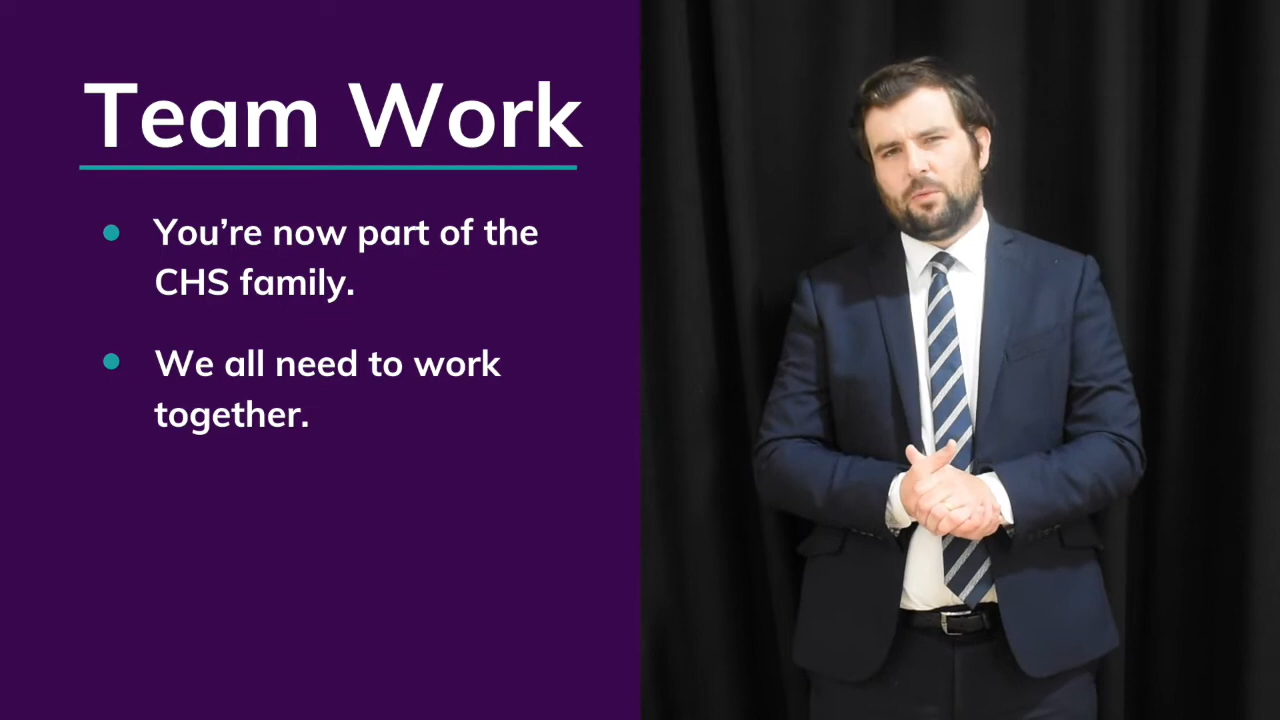 Team Work
You’re now part of the
CHS family.
We all need to work
together.